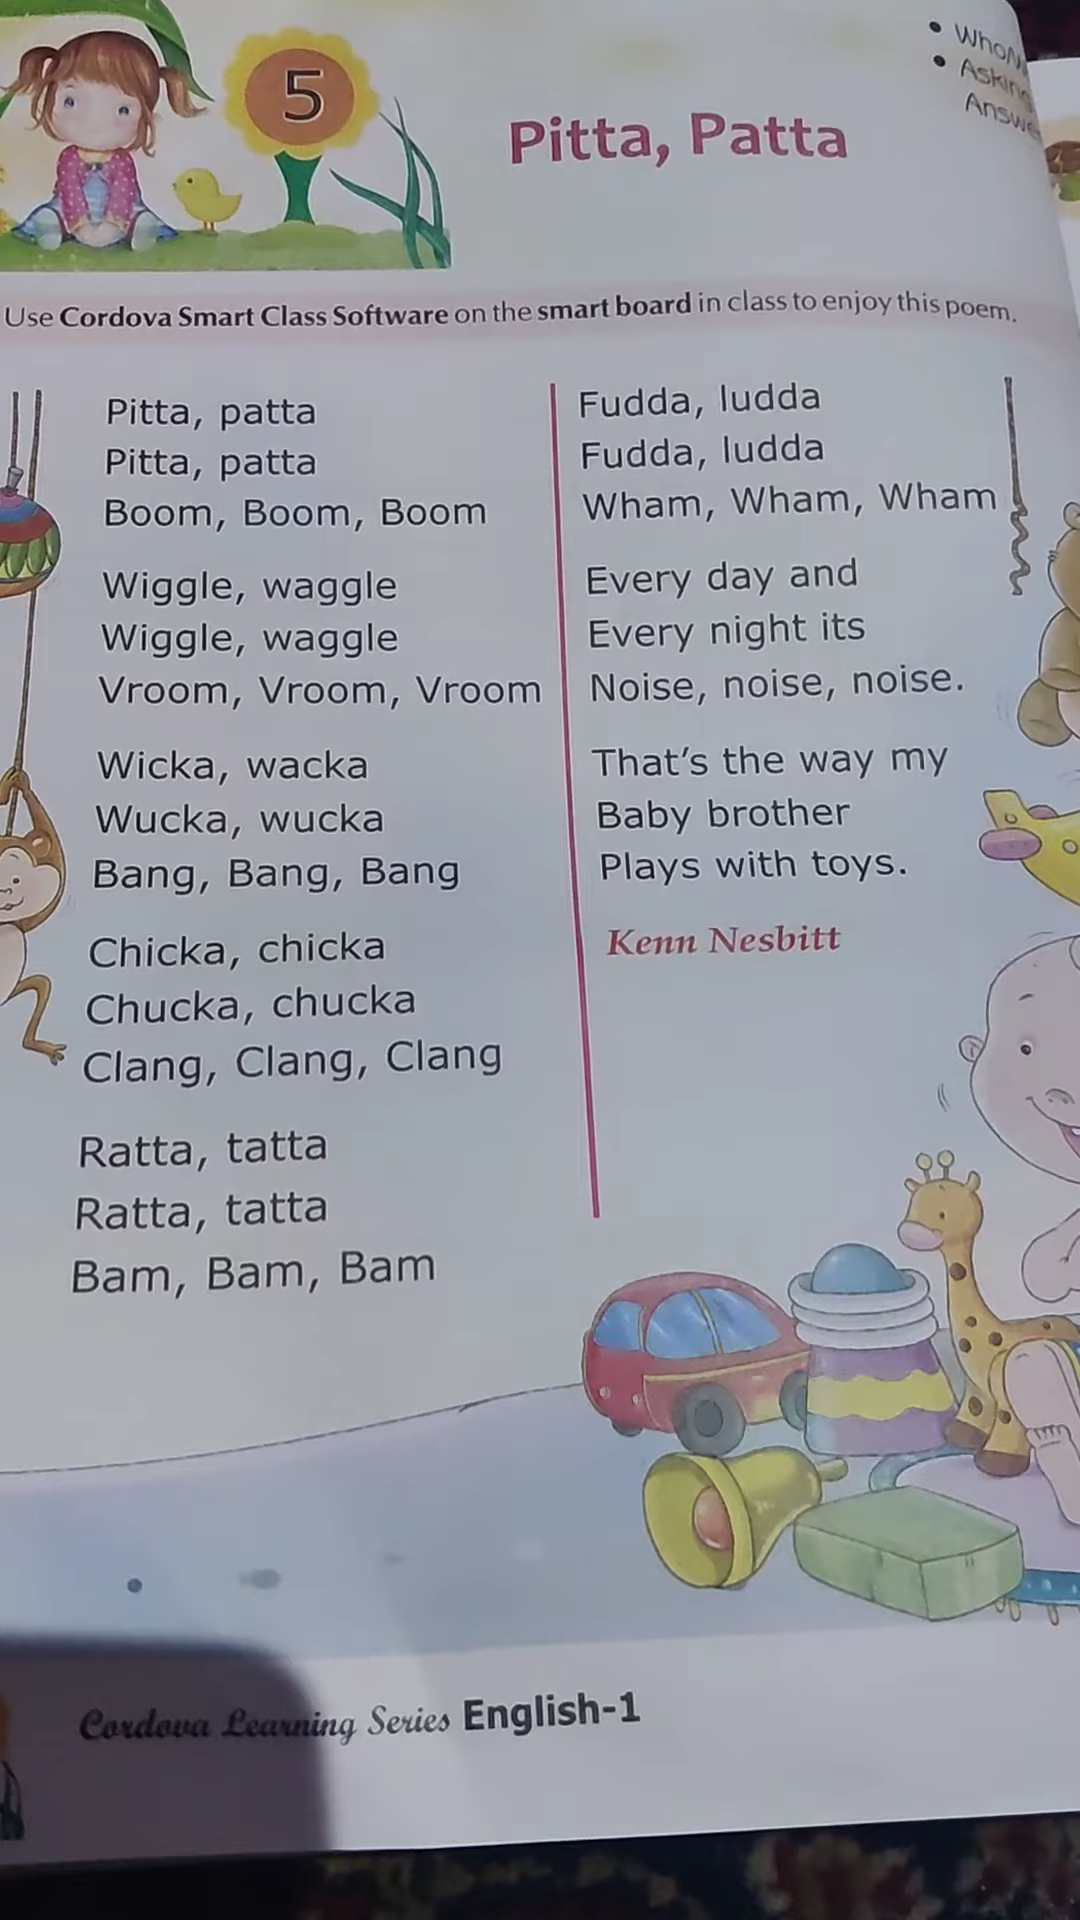 5
Pitta, Patta
• 
• Asking
Use Cordova Smart Class Software on the smart board in class to enjoy this poem.
Pitta, patta
Pitta, patta
Boom, Boom, Boom
Wiggle, waggle
Wiggle, waggle
Vroom, Vroom, Vroom
Wicka, wacka
Wucka, wucka
Bang, Bang, Bang
Chicka, chicka
Chucka, chucka
Clang, Clang, Clang
Ratta, tatta
Ratta, tatta
Bam, Bam, Bam
Fudda, ludda
Fudda, ludda
Wham, Wham, Wham
Every day and
Every night its
Noise, noise, noise.
That's the way my
Baby brother
Plays with toys.
Kenn Nesbitt
Cordova Learning Series English-1